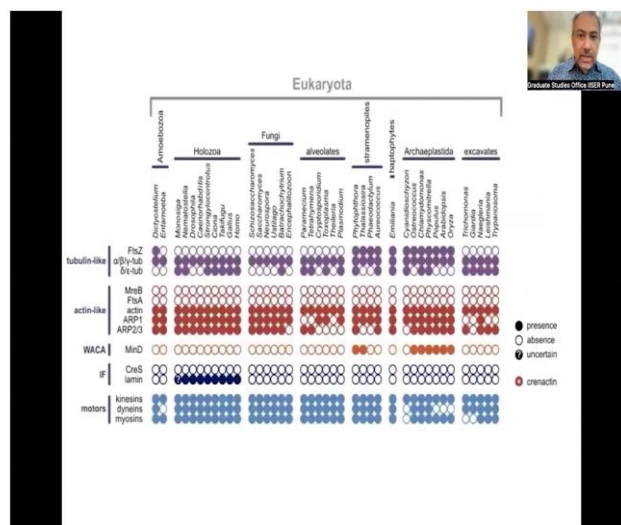 Graduate Studies Office IISER Pune
Eukaryota
Amoebozoa
Holozoa
Fungi
alveolates
stramenopiles
haptophytes
Archaeplastida
excavates
Dictyostelium
Entamoeba
Monosiga
Nematostella
Drosophila
Caenorhabditis
Strongylocentrotus
Ciona
Takifugu
Gallus
Homo
Schizosaccharomyces
Saccharomyces
Neurospora
Ustilago
Batrachochytrium
Encephalitozoon
Paramecium
Tetrahymena
Cryptosporidium
Toxoplasma
Theileria
Plasmodium
Phytophthora
Thalassiosira
Phaeodactylum
Aureococcus
Emiliania
Cyanidioschyzon
Ostreococcus
Chlamydomonas
Physcomitrella
Populus
Arabidopsis
Oryza
Trichomonas
Giardia
Naegleria
Leishmania
Trypanosoma
tubulin-like
FtsZ
α/β/γ-tub
δ/ε-tub
actin-like
MreB
FtsA
actin
ARP1
ARP2/3
WACA
MinD
IF
CreS
lamin
?
motors
kinesins
dyneins
myosins
presence
absence
? uncertain
crenactin